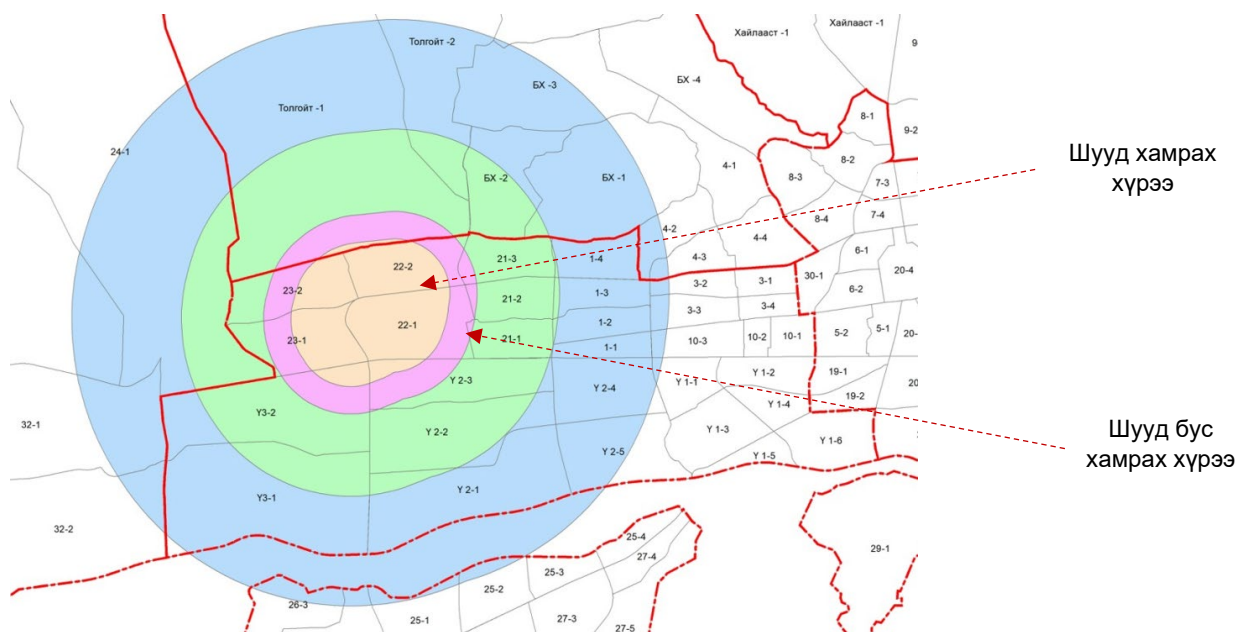 Хайлааст -1
Хайлааст -1
Толгойт -2
9
БХ -3
БХ -4
Толгойт -1
8-1
9-2
24-1
4-1
8-2
8-3
7-3
БХ -2
БХ -1
7-4
8-4
4-2
4-4
6-1
22-2
21-3
1-4
4-3
30-1
20-4
3-2
3-1
6-2
23-2
21-2
1-3
3-3
3-4
22-1
1-2
5-2
5-1
20-
23-1
21-1
1-1
10-3
10-2
10-1
Y 2-3
Y 2-4
Y 1-1
Y 1-2
19-1
20
Y3-2
Y 1-4
19-2
32-1
Y 2-2
Y 1-3
Y 1-6
Y 2-5
Y 1-5
Y3-1
Y 2-1
32-2
25-4
27-4
29-1
25-3
25-2
26-3
25-1
27-3
27-5
Шууд хамрах
хүрээ
Шууд бус
хамрах хүрээ